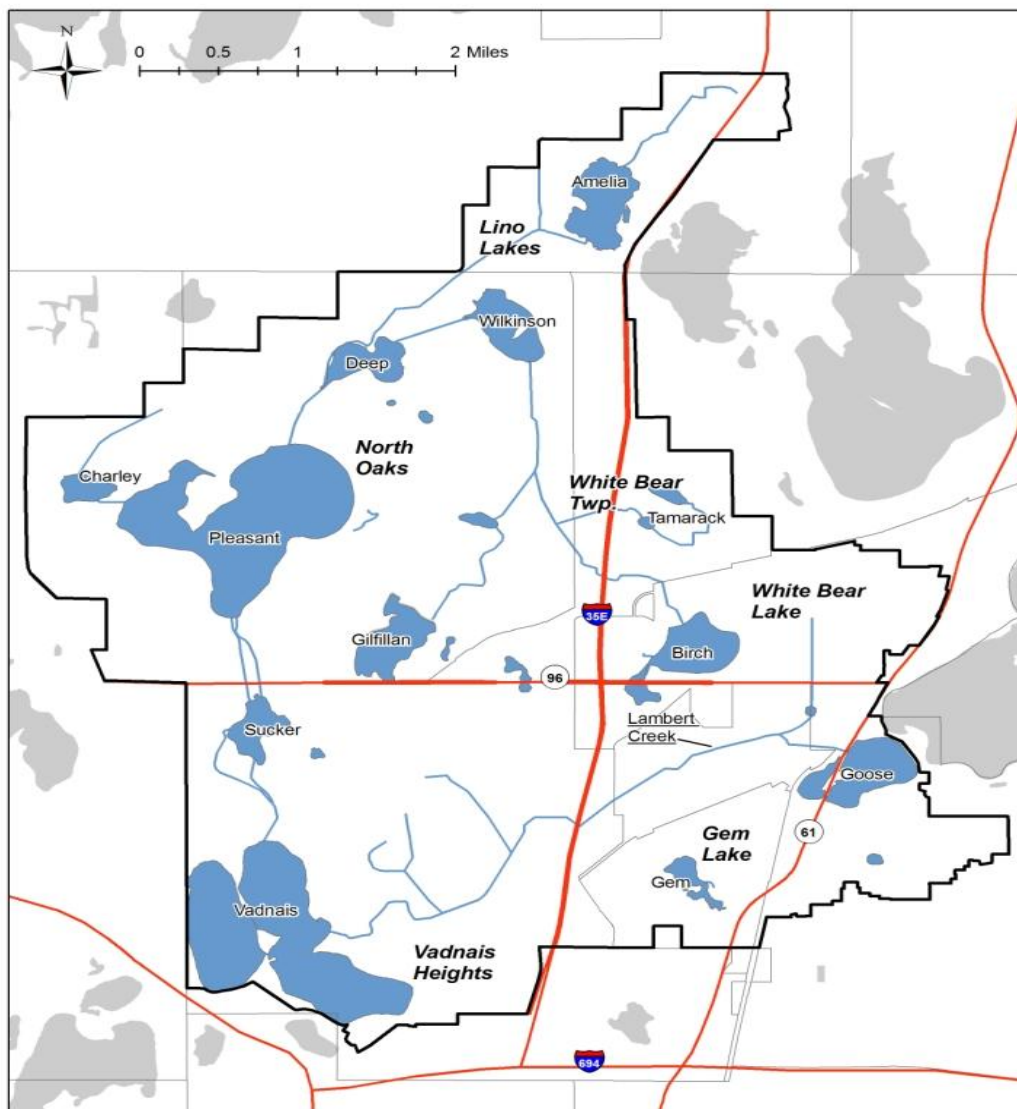 N
0 0.5 1 2 Miles
Amelia
Lino
Lakes
Wilkinson
Deep
North
Oaks
Charley
White Bear
Twp.
Tamarack
Pleasant
White Bear
Lake
35E
Gilfillan
Birch
96
Sucker
Lambert
Creek
Goose
Gem
Lake
61
Gem
Vadnais
Vadnais
Heights
694